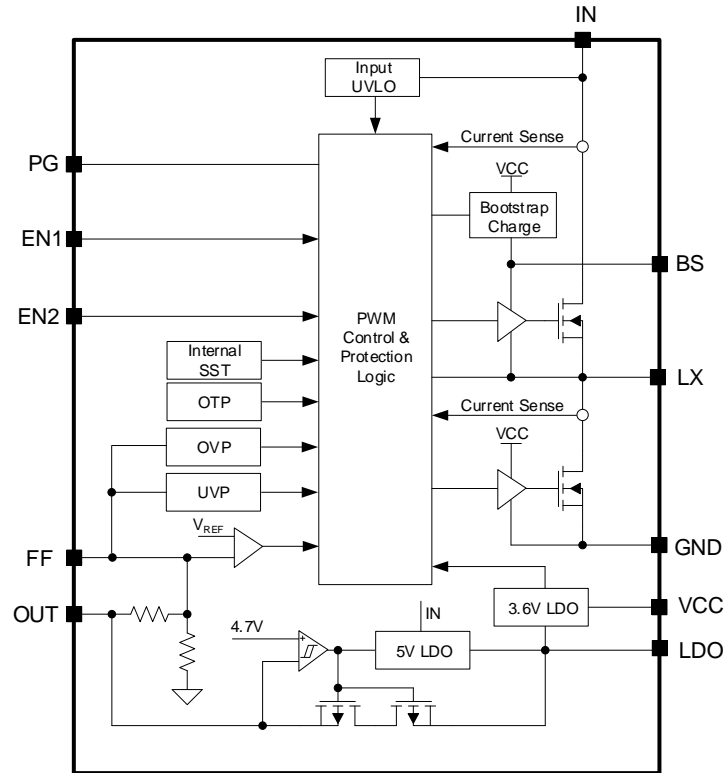 IN
Input
UVLO
Current Sense
PG
VCC
Bootstrap
Charge
EN1
BS
EN2
PWM
Control &
Protection
Logic
Internal
SST
LX
OTP
Current Sense
OVP
VCC
UVP
VREF
FF
GND
OUT
3.6V LDO
VCC
IN
4.7V
+
5V LDO
LDO